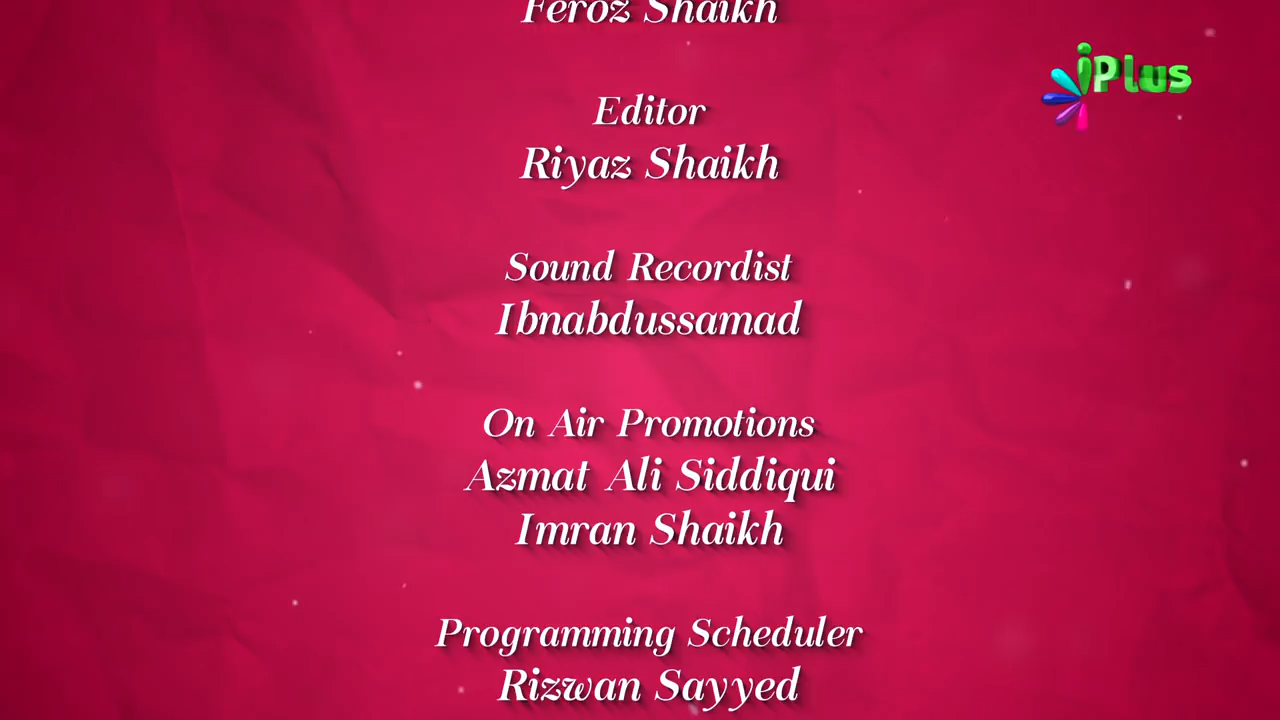 Feroz Shaikh
iPlus
Editor
Riyaz Shaikh
Sound Recordist
Ibnabdussamad
On Air Promotions
Azmat Ali Siddiqui
Imran Shaikh
Programming Scheduler
Rizwan Sayyed